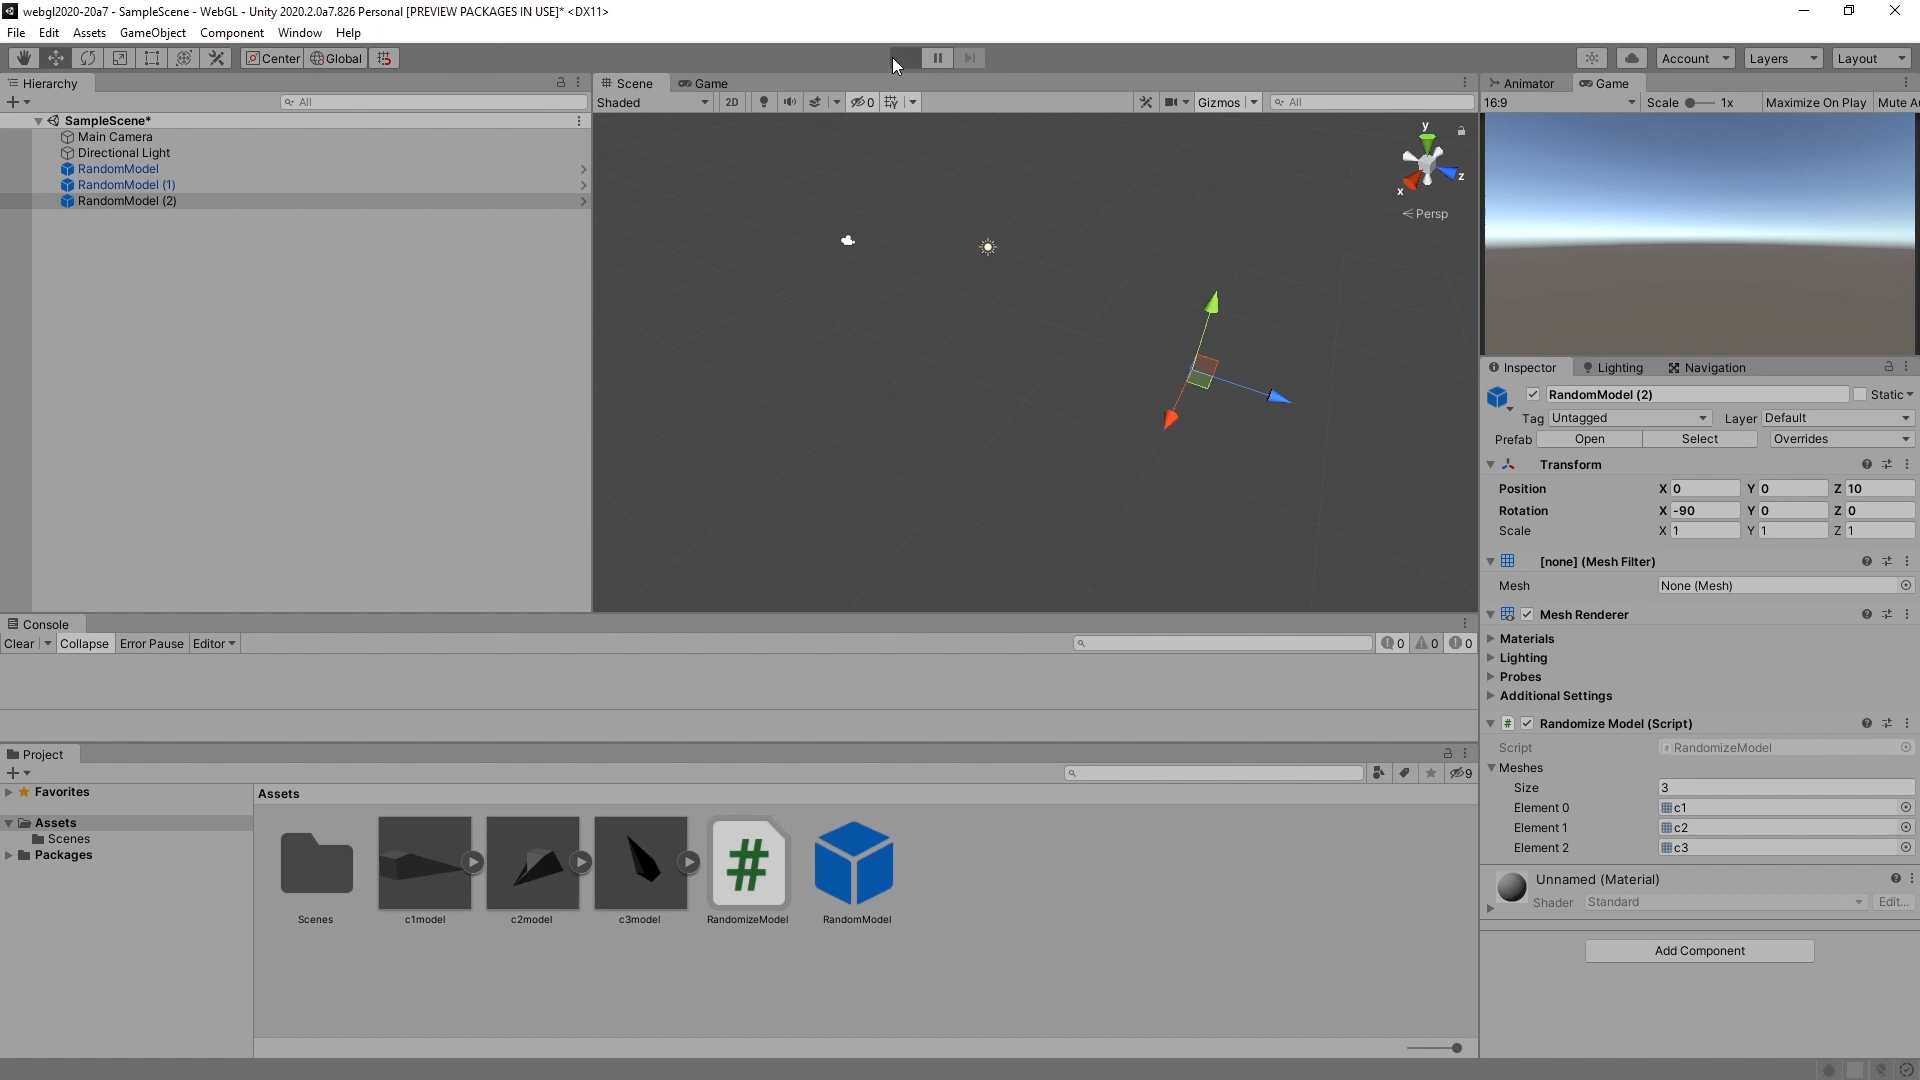 webgl2020-20a7 - SampleScene - WebGL - Unity 2020.2.0a7.826 Personal [PREVIEW PACKAGES IN USE]* <DX11>
File Edit Assets GameObject Component Window Help
Center Global Account Layers Layout
Hierarchy
All
SampleScene*
Main Camera
Directional Light
RandomModel
RandomModel (1)
RandomModel (2)
Scene Game
Shaded 2D 0 Gizmos All
y
x
z
Persp
Animator Game
16:9 Scale 1x Maximize On Play Mute Au
Inspector Lighting Navigation
RandomModel (2) Static
Tag Untagged Layer Default
Prefab Open Select Overrides
Transform
Position X 0 Y 0 Z 10
Rotation X -90 Y 0 Z 0
Scale X 1 Y 1 Z 1
[none] (Mesh Filter)
Mesh None (Mesh)
Mesh Renderer
Materials
Lighting
Probes
Additional Settings
# Randomize Model (Script)
Script RandomizeModel
Meshes
Size 3
Element 0 c1
Element 1 c2
Element 2 c3
Unnamed (Material)
Shader Standard Edit...
Add Component
Console
Clear Collapse Error Pause Editor 0 0 0
Project
9
Favorites
Assets
Scenes
Packages
Assets
#
Scenes c1model c2model c3model RandomizeModel RandomModel